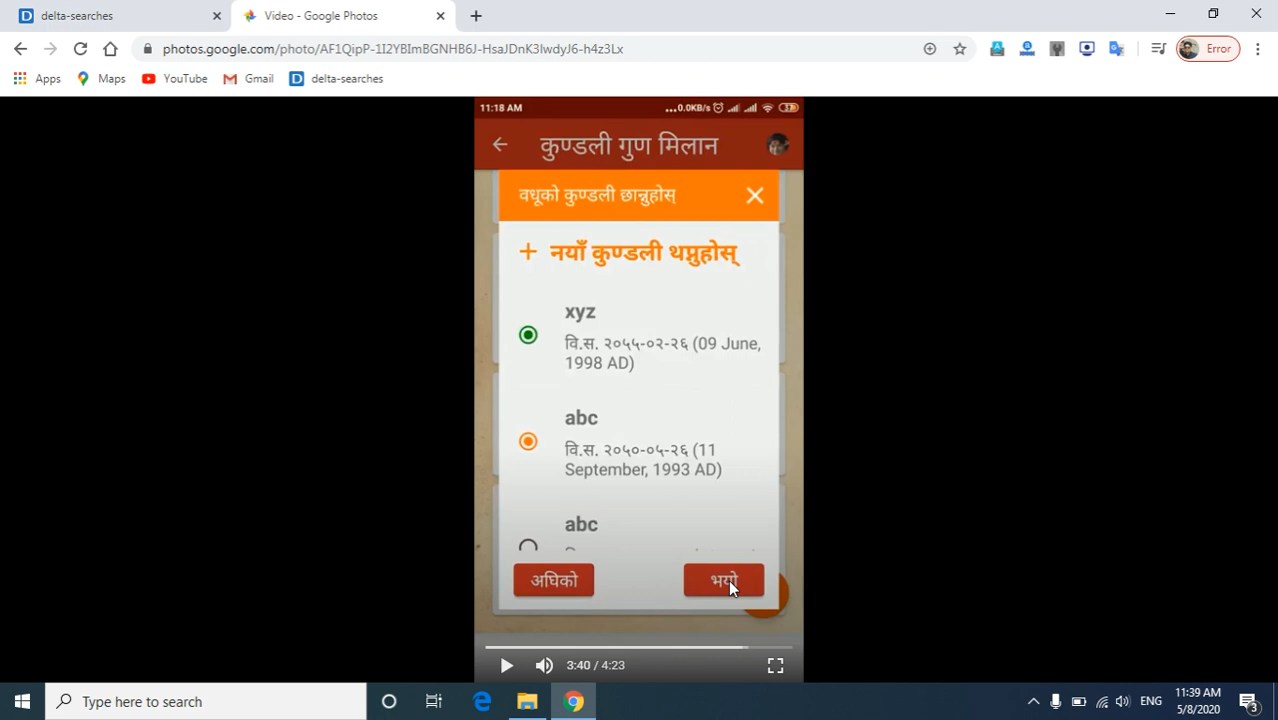 delta-searches
Video - Google Photos
photos.google.com/photo/AF1QipP-1I2YBImBGNHB6J-HsaJDnK3lwdyJ6-h4z3Lx
Error
Apps
Maps
YouTube
Gmail
delta-searches
11:18 AM
...0.0KB/s
कुण्डली गुण मिलान
वधूको कुण्डली छान्नुहोस्
+ नयाँ कुण्डली थप्नुहोस्
xyz
वि.स. २०५५-०२-२६ (09 June,
1998 AD)
abc
वि.स. २०५०-०५-२६ (11
September, 1993 AD)
abc
अघिको
भयो
3:40 / 4:23
Type here to search
ENG
11:39 AM
5/8/2020
3